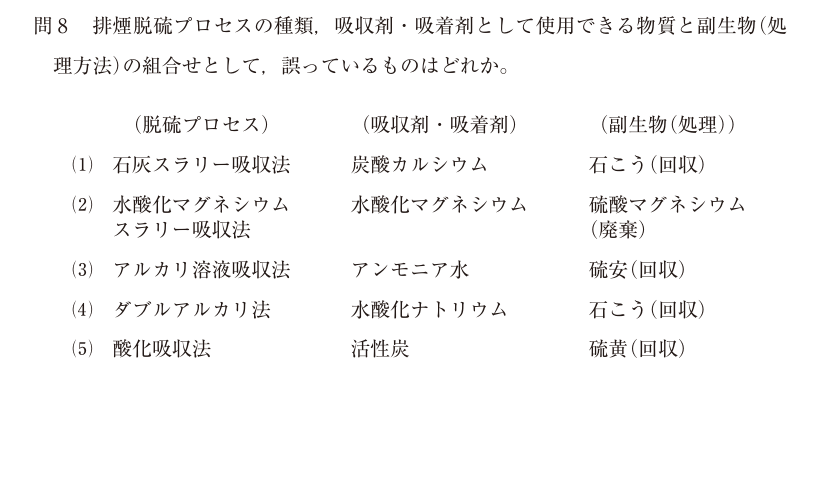 問8 排煙脱硫プロセスの種類，吸収剤・吸着剤として使用できる物質と副生物(処
理方法)の組合せとして，誤っているものはどれか。
(脱硫プロセス) (吸収剤・吸着剤) (副生物(処理))
(1) 石灰スラリー吸収法 炭酸カルシウム 石こう(回収)
(2) 水酸化マグネシウム 水酸化マグネシウム 硫酸マグネシウム
スラリー吸収法 (廃棄)
(3) アルカリ溶液吸収法 アンモニア水 硫安(回収)
(4) ダブルアルカリ法 水酸化ナトリウム 石こう(回収)
(5) 酸化吸収法 活性炭 硫黄(回収)